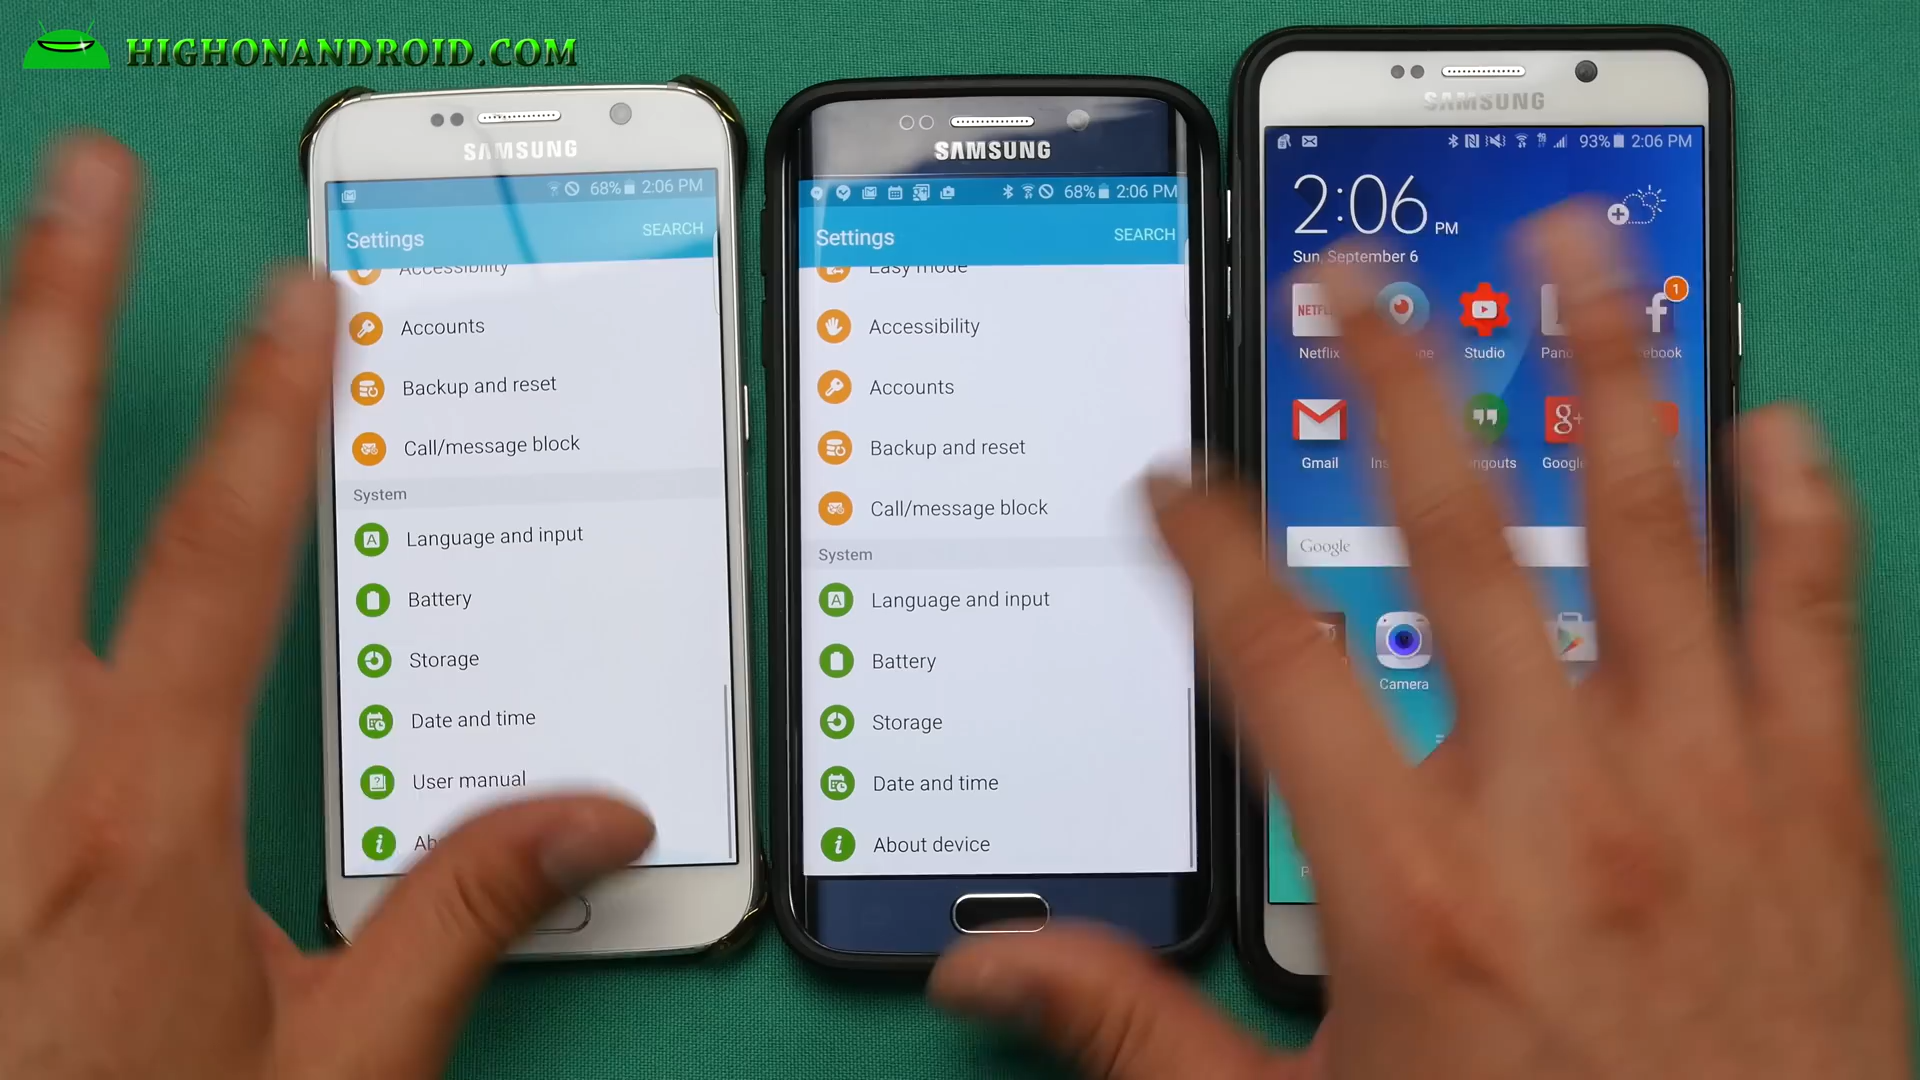 HIGHONANDROID.COM
SAMSUNG
68% 2:06 PM
Settings
SEARCH
Accessibility
Accounts
Backup and reset
Call/message block
System
Language and input
Battery
Storage
Date and time
User manual
SAMSUNG
68% 2:06 PM
Settings
SEARCH
Easy mode
Accessibility
Accounts
Backup and reset
Call/message block
System
Language and input
Battery
Storage
Date and time
About device
SAMSUNG
93% 2:06 PM
2:06 PM
Sun, September 6
1
Netflix
Studio
Gmail
Google
Camera